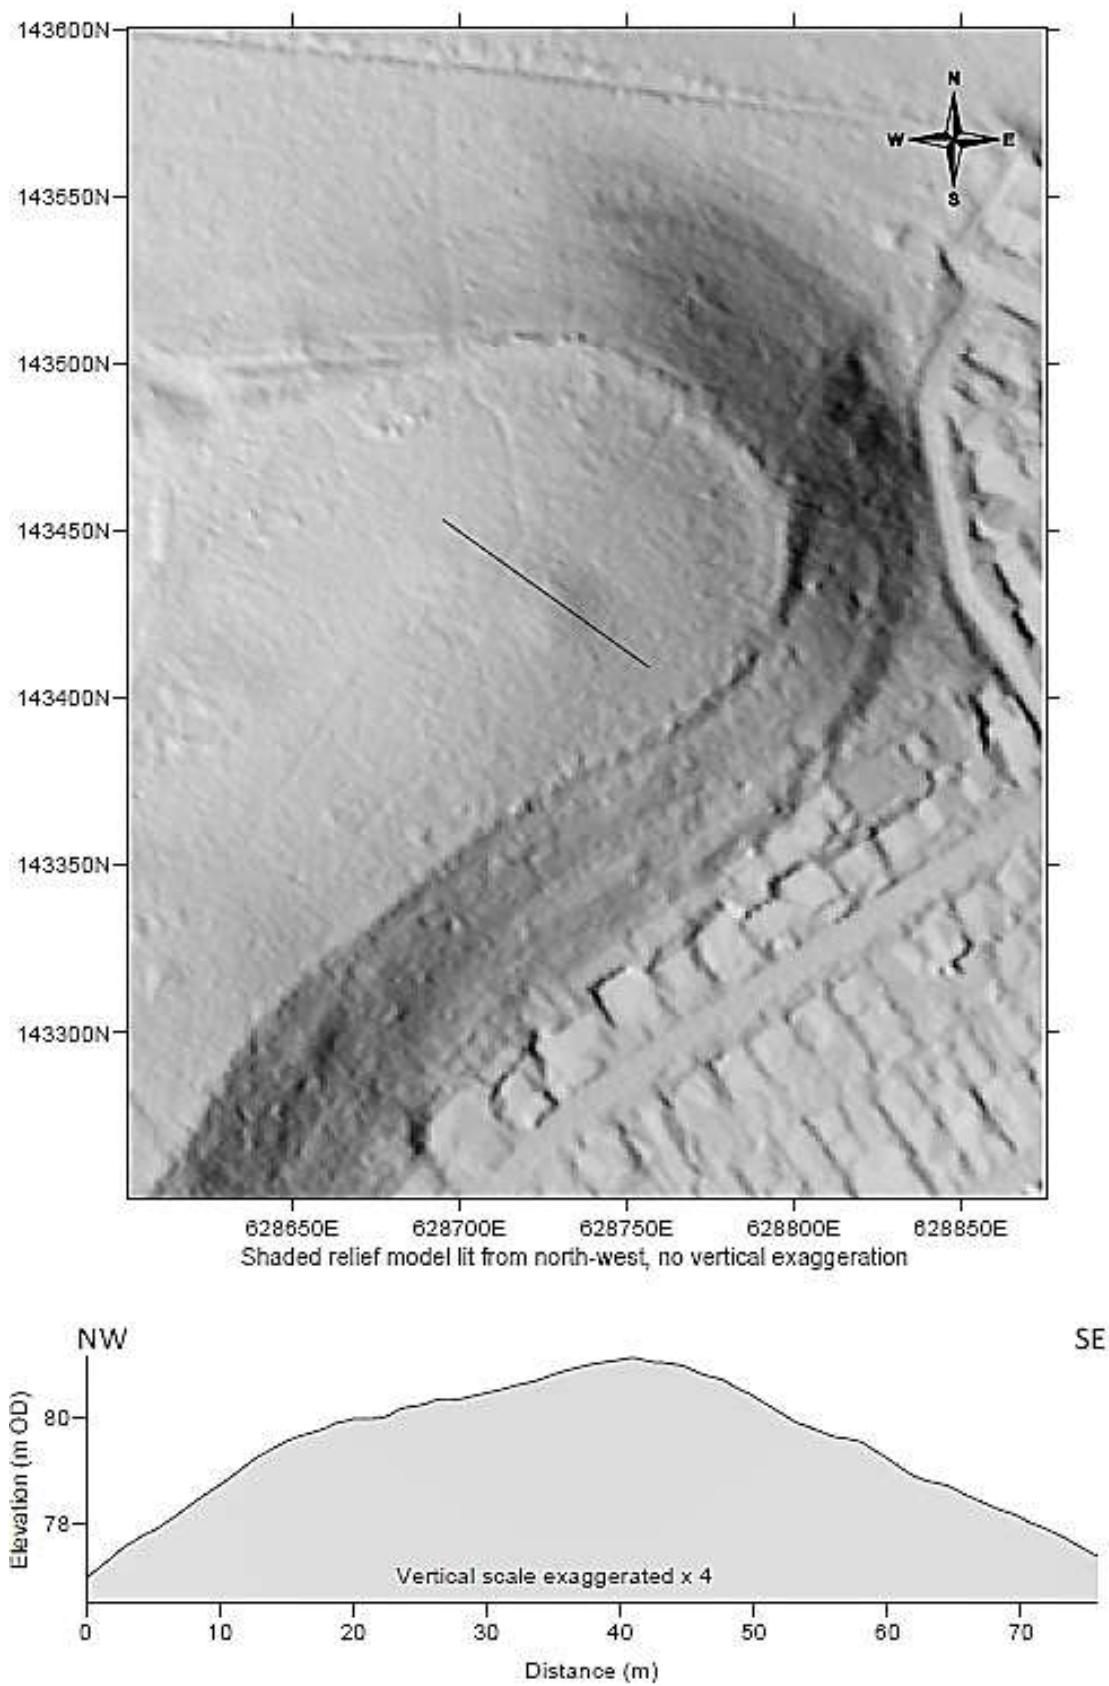 143600N
N
W E
S
143550N
143500N
143450N
143400N
143350N
143300N
628650E 628700E 628750E 628800E 628850E
Shaded relief model lit from north-west, no vertical exaggeration
NW SE
Elevation (m OD)
80
78
Vertical scale exaggerated x 4
0 10 20 30 40 50 60 70
Distance (m)